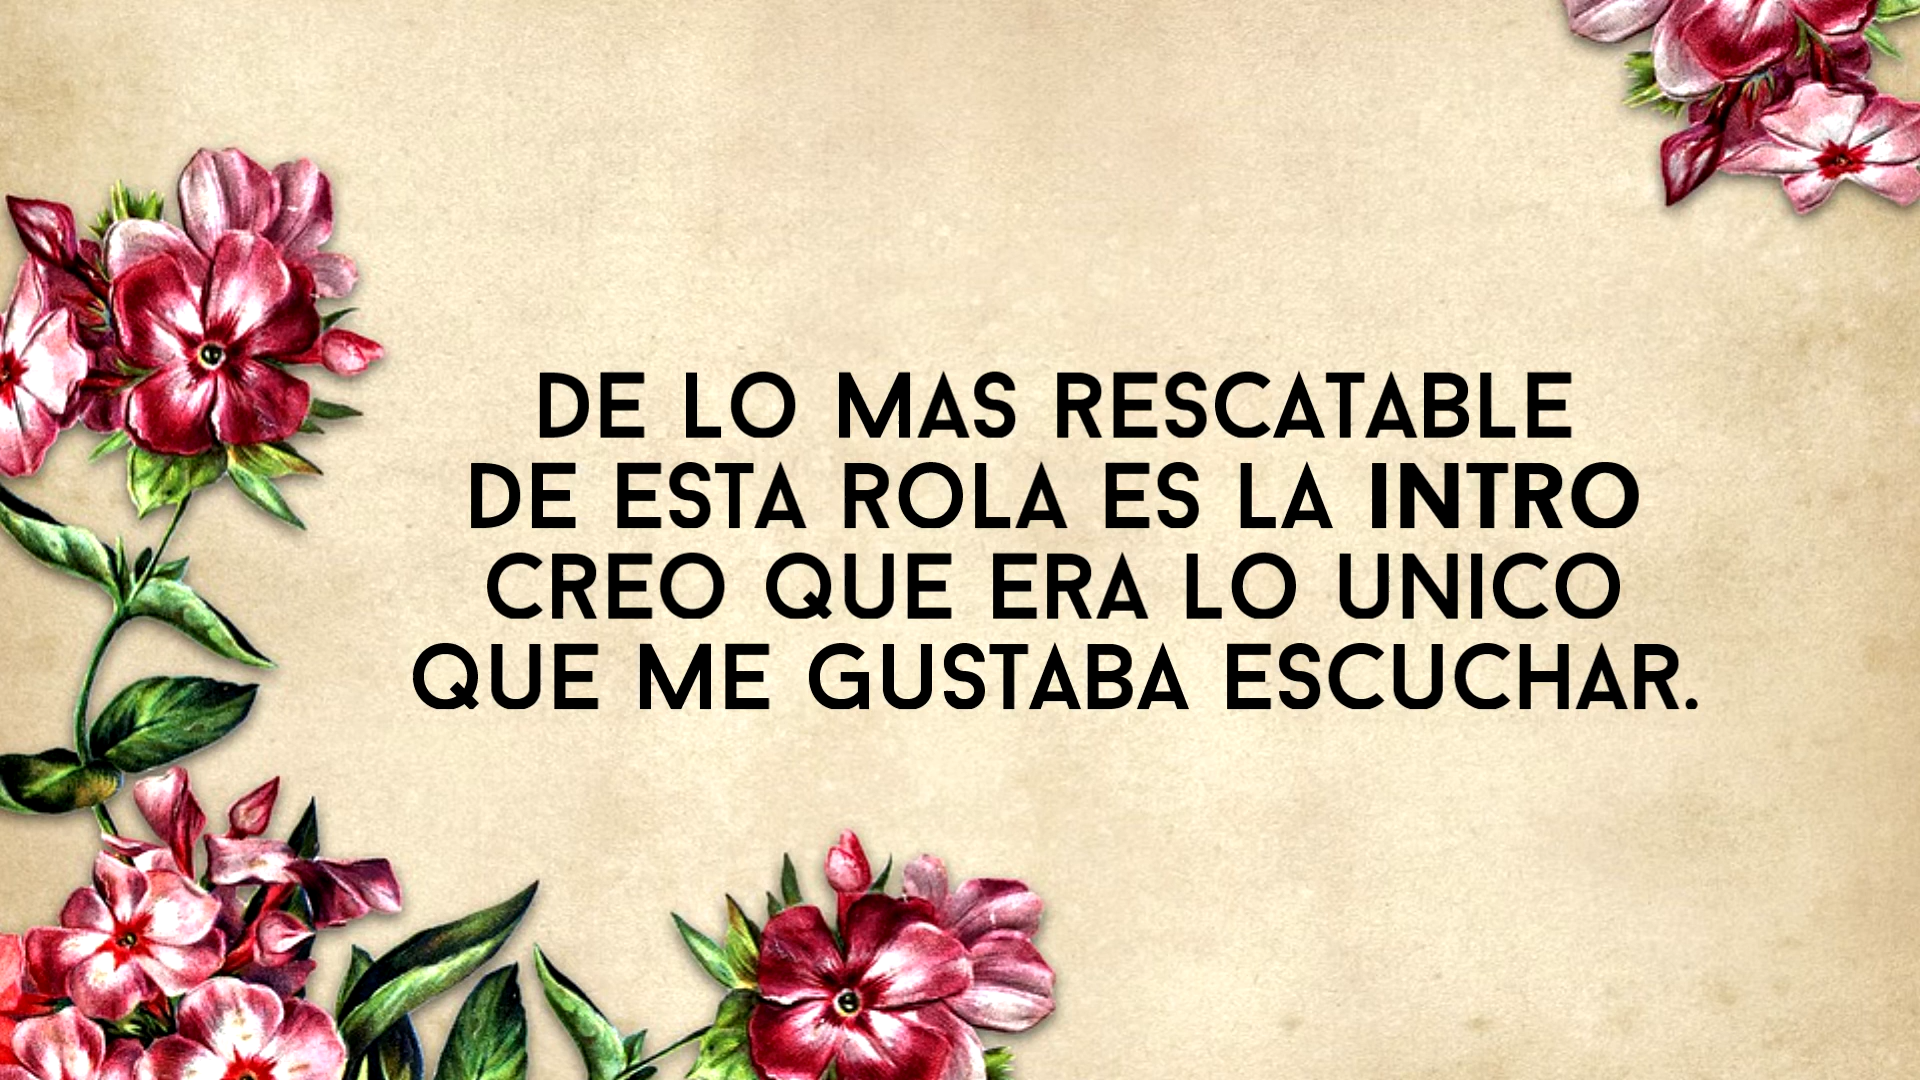 DE LO MAS RESCATABLE
DE ESTA ROLA ES LA INTRO
CREO QUE ERA LO UNICO
QUE ME GUSTABA ESCUCHAR.